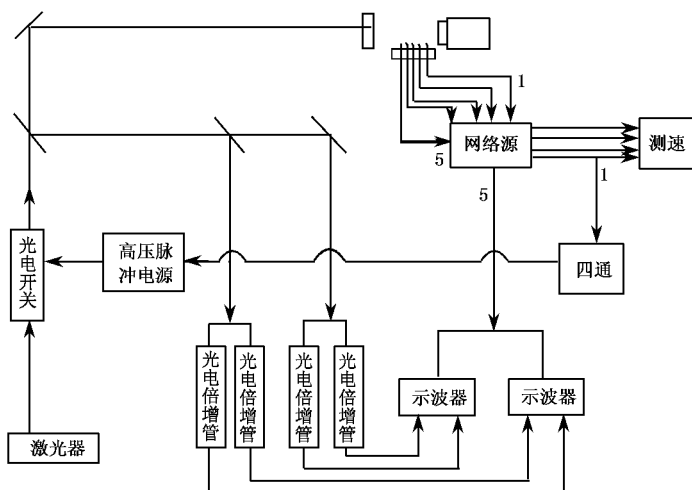 1
网络源
测速
5
5
1
光电开关
高压脉
冲电源
四通
光电倍增管
光电倍增管
光电倍增管
光电倍增管
示波器
示波器
激光器